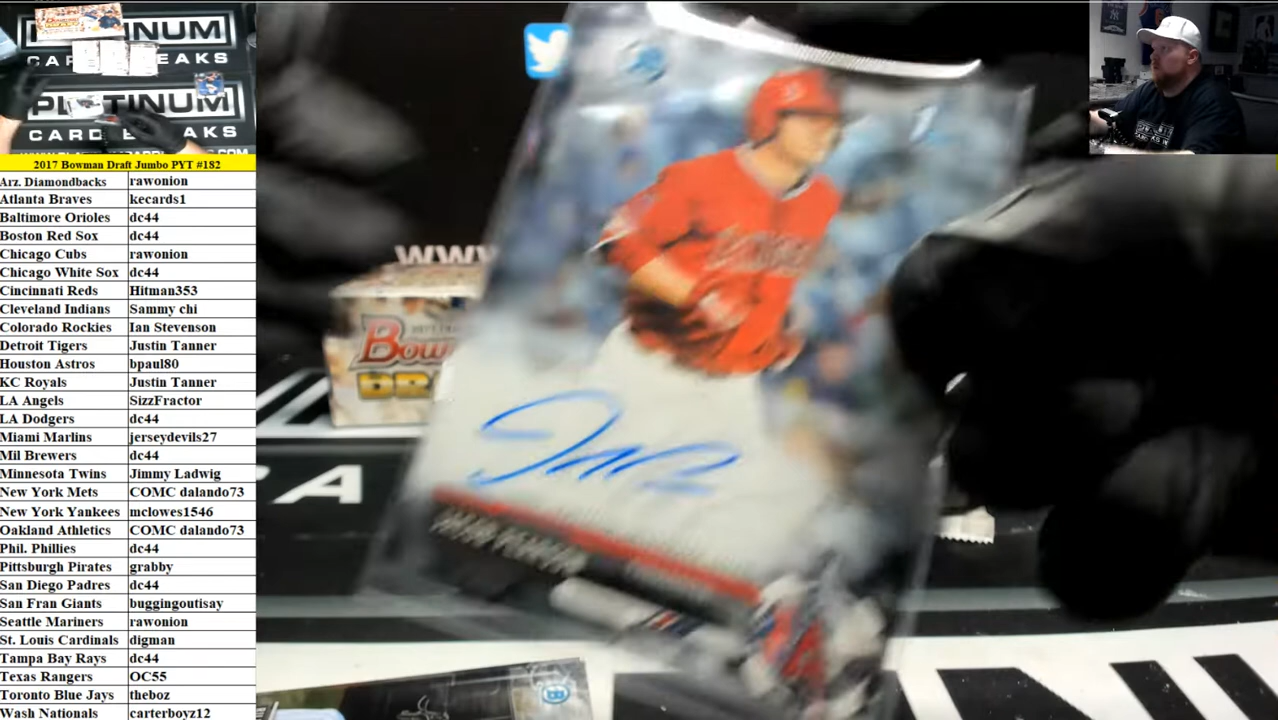 PLATINUM
CARD BREAKS
PLATINUM
CARD BREAKS
2017 Bowman Draft Jumbo PYT #182
Arz. Diamondbacks rawonion
Atlanta Braves kecards1
Baltimore Orioles dc44
Boston Red Sox dc44
Chicago Cubs rawonion
Chicago White Sox dc44
Cincinnati Reds Hitman353
Cleveland Indians Sammy chi
Colorado Rockies Ian Stevenson
Detroit Tigers Justin Tanner
Houston Astros bpaul80
KC Royals Justin Tanner
LA Angels SizzFractor
LA Dodgers dc44
Miami Marlins jerseydevils27
Mil Brewers dc44
Minnesota Twins Jimmy Ladwig
New York Mets COMC dalando73
New York Yankees mclowes1546
Oakland Athletics COMC dalando73
Phil. Phillies dc44
Pittsburgh Pirates grabby
San Diego Padres dc44
San Fran Giants buggingoutisay
Seattle Mariners rawonion
St. Louis Cardinals digman
Tampa Bay Rays dc44
Texas Rangers OC55
Toronto Blue Jays theboz
Wash Nationals carterboyz12
WWW
Bow
DR
A